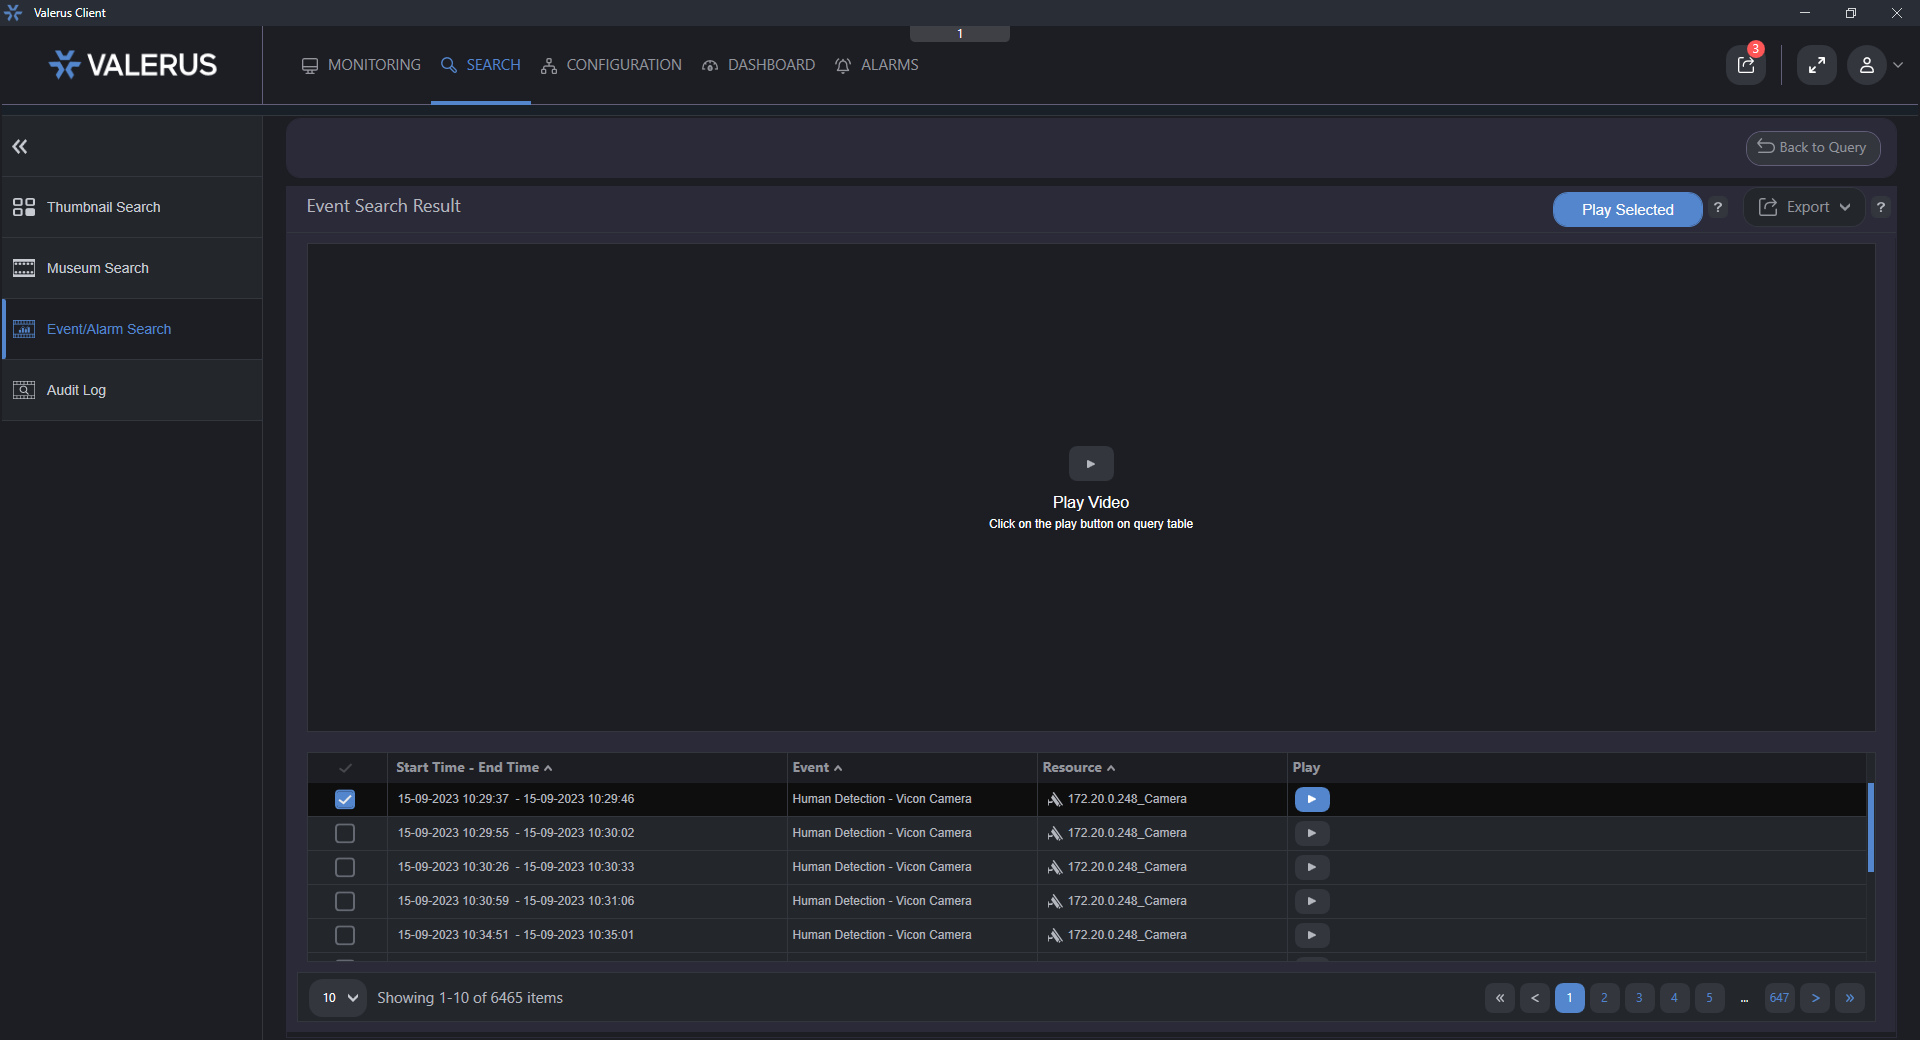 Valerus Client
1
VALERUS
MONITORING SEARCH CONFIGURATION DASHBOARD ALARMS
3
Back to Query
Thumbnail Search
Museum Search
Event/Alarm Search
Audit Log
Event Search Result
Play Selected ? Export ?
Play Video
Click on the play button on query table
Start Time - End Time Event Resource Play
15-09-2023 10:29:37 - 15-09-2023 10:29:46 Human Detection - Vicon Camera 172.20.0.248_Camera
15-09-2023 10:29:55 - 15-09-2023 10:30:02 Human Detection - Vicon Camera 172.20.0.248_Camera
15-09-2023 10:30:26 - 15-09-2023 10:30:33 Human Detection - Vicon Camera 172.20.0.248_Camera
15-09-2023 10:30:59 - 15-09-2023 10:31:06 Human Detection - Vicon Camera 172.20.0.248_Camera
15-09-2023 10:34:51 - 15-09-2023 10:35:01 Human Detection - Vicon Camera 172.20.0.248_Camera
10 Showing 1-10 of 6465 items
« < 1 2 3 4 5 ... 647 > »